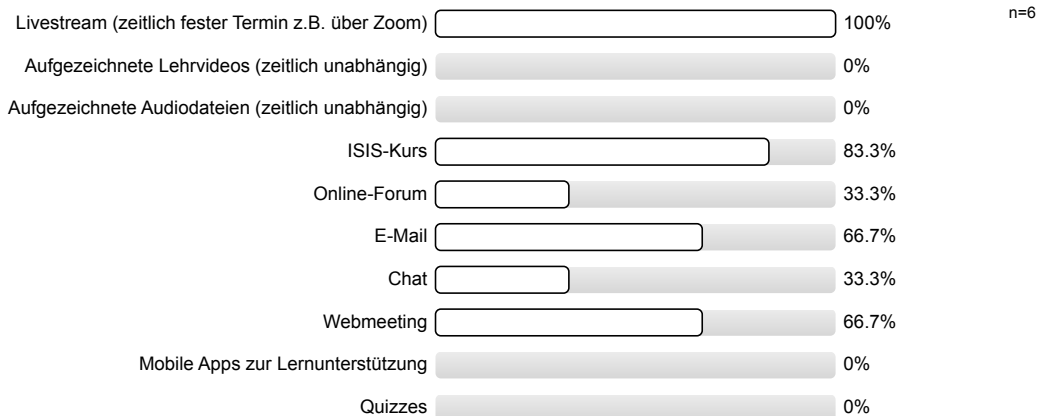 Livestream (zeitlich fester Termin z.B. über Zoom) 100% n=6
Aufgezeichnete Lehrvideos (zeitlich unabhängig) 0%
Aufgezeichnete Audiodateien (zeitlich unabhängig) 0%
ISIS-Kurs 83.3%
Online-Forum 33.3%
E-Mail 66.7%
Chat 33.3%
Webmeeting 66.7%
Mobile Apps zur Lernunterstützung 0%
Quizzes 0%